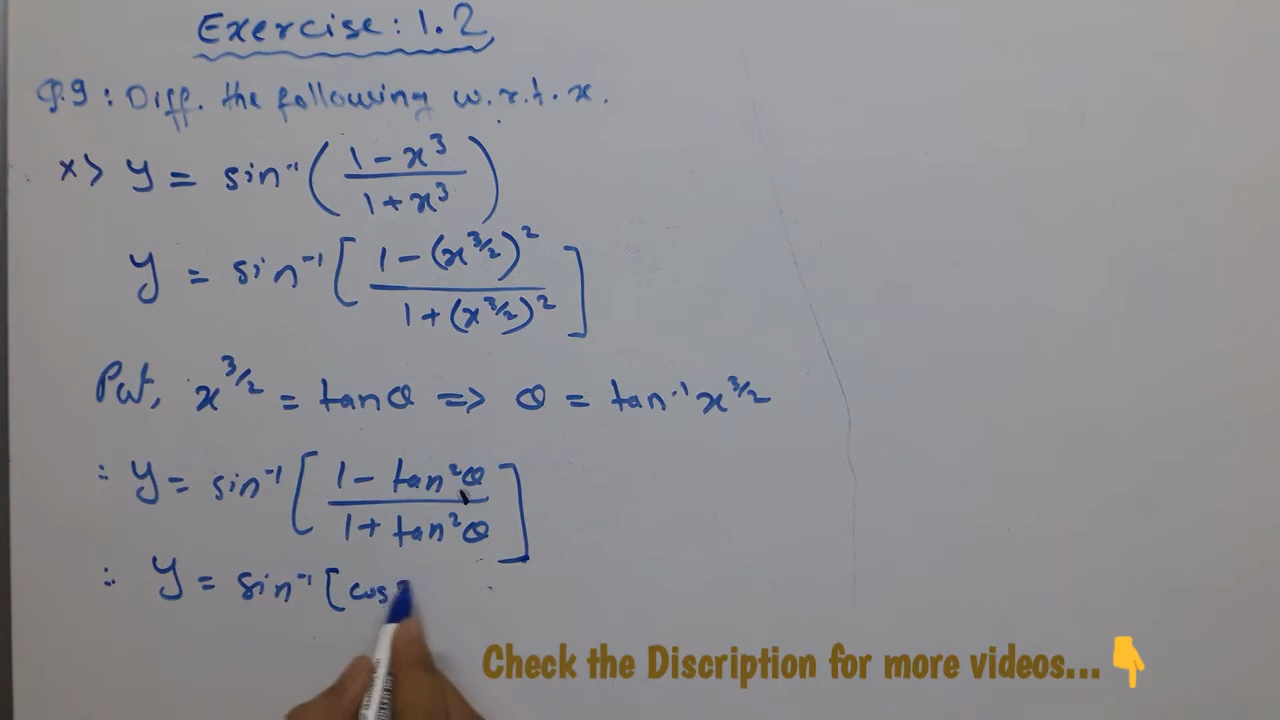 Exercise: 1.2
Q.9 : Diff. the following w.r.t. x.
x> y = sin⁻¹ ( 1 - x³ / 1 + x³ )
y = sin⁻¹ [ 1 - (x^3/2)² / 1 + (x^3/2)² ]
Put, x^3/2 = tanθ => θ = tan⁻¹ x^3/2
: y = sin⁻¹ [ 1 - tan²θ / 1 + tan²θ ]
: y = sin⁻¹ [ cos
Check the Discription for more videos...👇